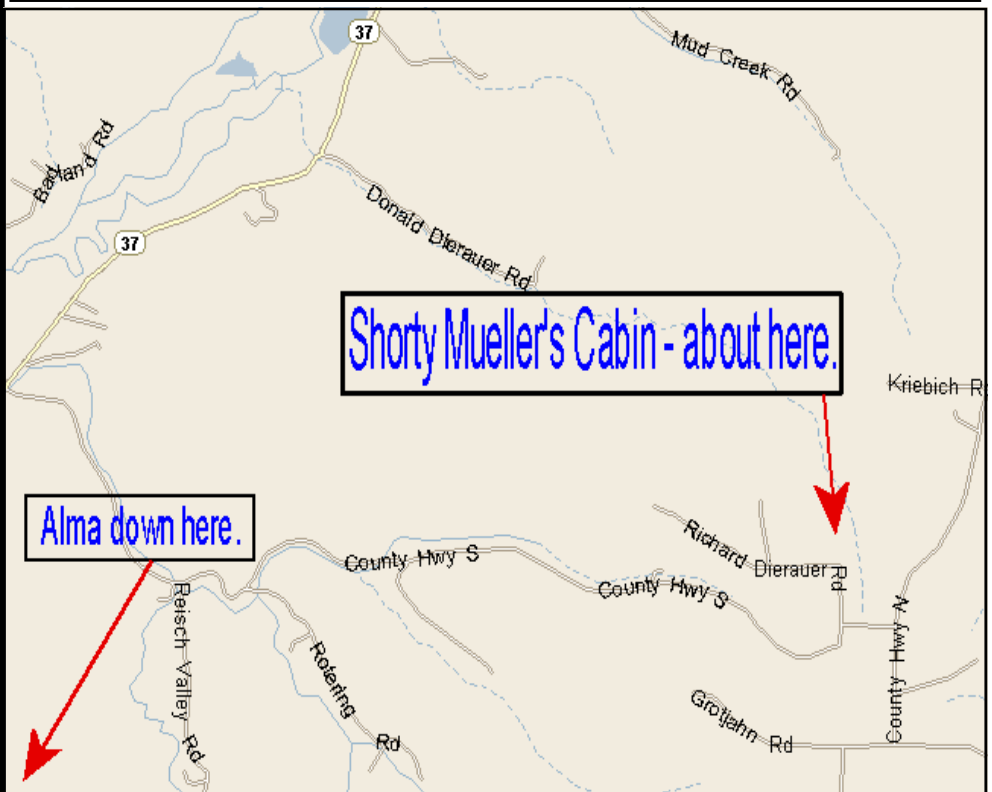 37
Mud Creek Rd
Badland Rd
Donald Dierauer Rd
37
Shorty Mueller's Cabin - about here.
Kriebich R
Alma down here.
Richard Dierauer Rd
County Hwy S
County Hwy S
Reisch Valley Rd
County Hwy N
Rotering Rd
Grotjahn Rd